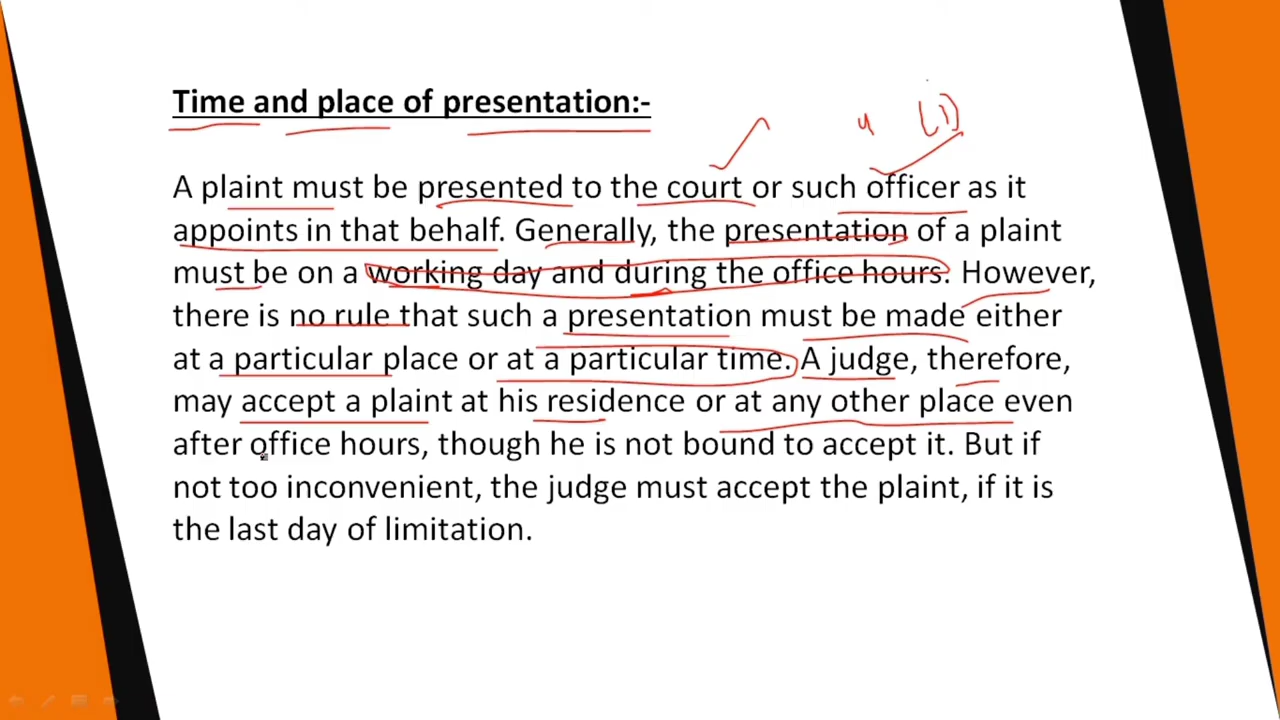 Time and place of presentation:-
4 (1)
A plaint must be presented to the court or such officer as it
appoints in that behalf. Generally, the presentation of a plaint
must be on a working day and during the office hours. However,
there is no rule that such a presentation must be made either
at a particular place or at a particular time. A judge, therefore,
may accept a plaint at his residence or at any other place even
after office hours, though he is not bound to accept it. But if
not too inconvenient, the judge must accept the plaint, if it is
the last day of limitation.